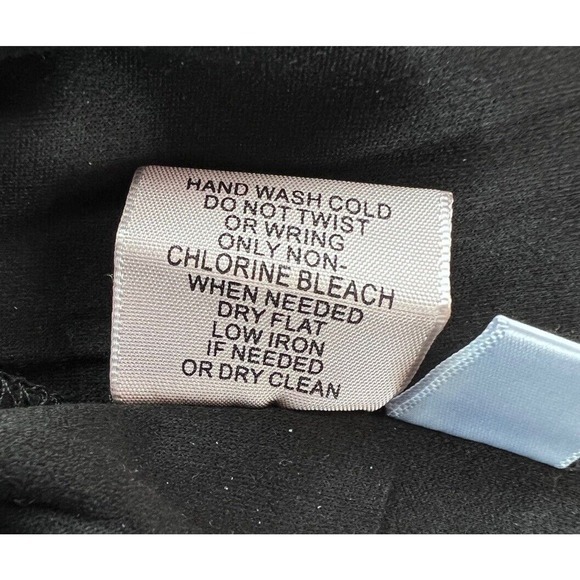 HAND WASH COLD
DO NOT TWIST
OR WRING
ONLY NON-
CHLORINE BLEACH
WHEN NEEDED
DRY FLAT
LOW IRON
IF NEEDED
OR DRY CLEAN